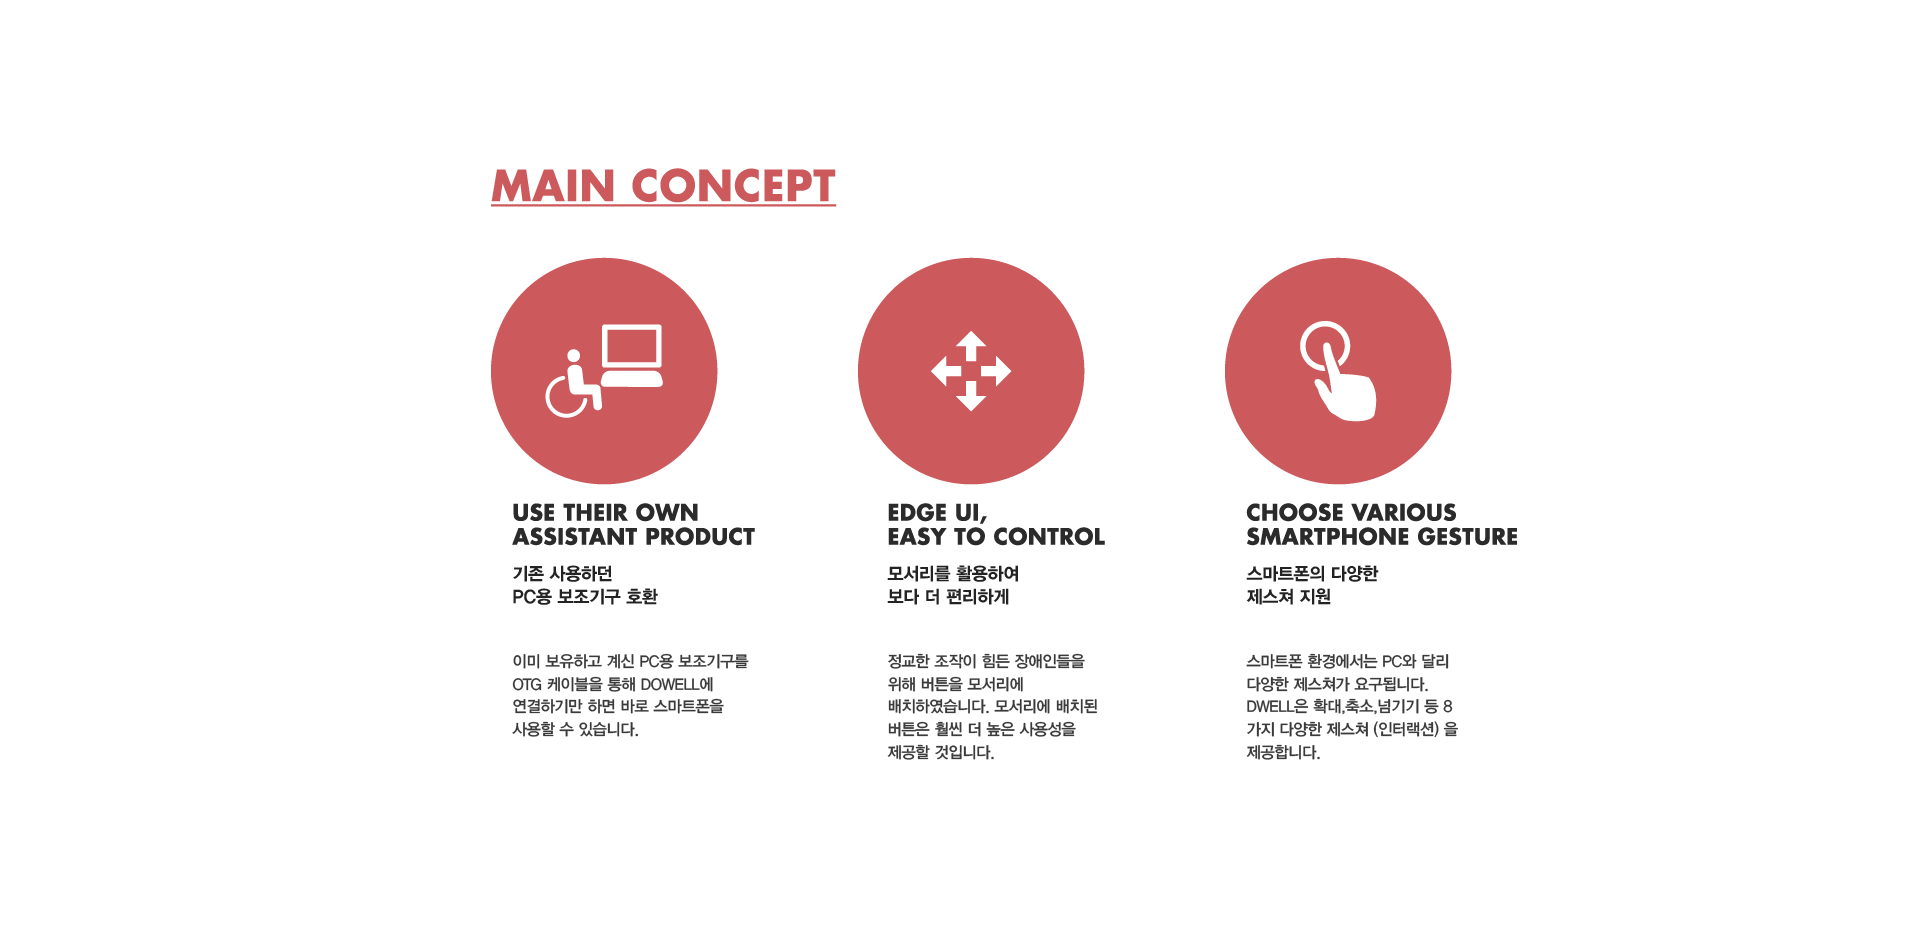 MAIN CONCEPT
USE THEIR OWN
ASSISTANT PRODUCT
기존 사용하던
PC용 보조기구 호환
이미 보유하고 계신 PC용 보조기구를
OTG 케이블을 통해 DOWELL에
연결하기만 하면 바로 스마트폰을
사용할 수 있습니다.
EDGE UI,
EASY TO CONTROL
모서리를 활용하여
보다 더 편리하게
정교한 조작이 힘든 장애인들을
위해 버튼을 모서리에
배치하였습니다. 모서리에 배치된
버튼은 훨씬 더 높은 사용성을
제공할 것입니다.
CHOOSE VARIOUS
SMARTPHONE GESTURE
스마트폰의 다양한
제스쳐 지원
스마트폰 환경에서는 PC와 달리
다양한 제스쳐가 요구됩니다.
DWELL은 확대,축소,넘기기 등 8
가지 다양한 제스쳐 (인터랙션) 을
제공합니다.